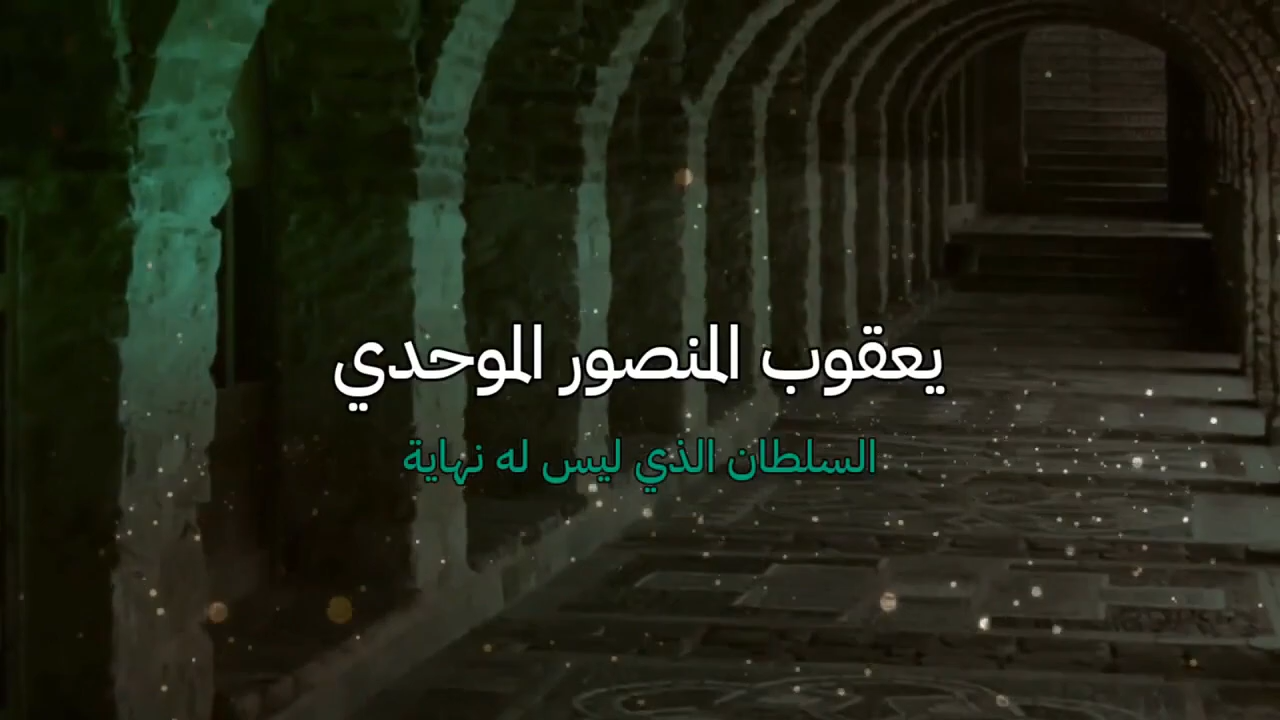 يعقوب المنصور الموحدي
السلطان الذي ليس له نهاية